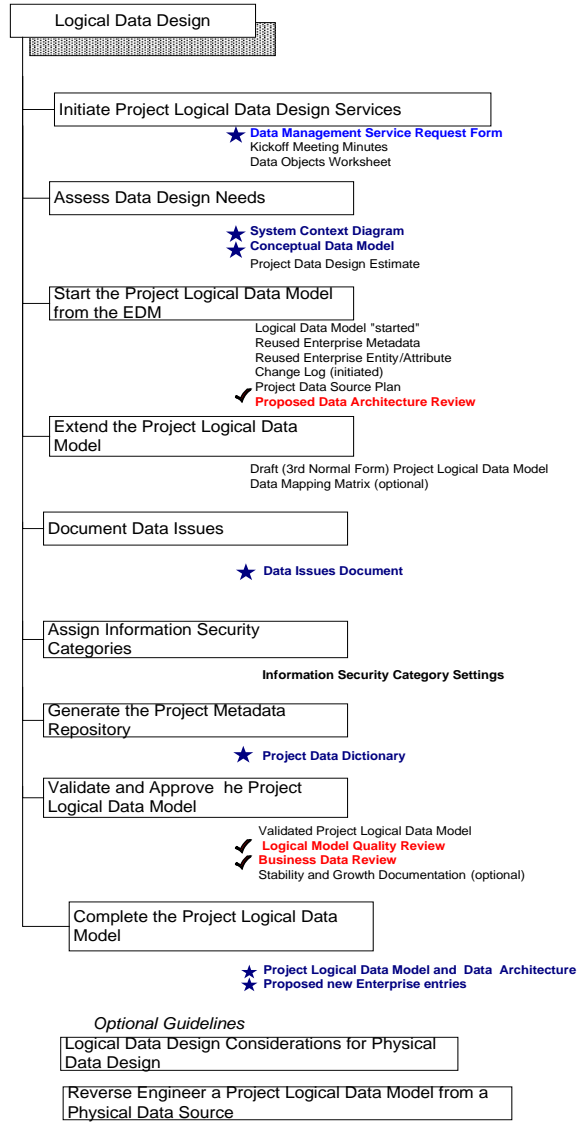 Logical Data Design
Initiate Project Logical Data Design Services
Data Management Service Request Form
Kickoff Meeting Minutes
Data Objects Worksheet
Assess Data Design Needs
System Context Diagram
Conceptual Data Model
Project Data Design Estimate
Start the Project Logical Data Model
from the EDM
Logical Data Model "started"
Reused Enterprise Metadata
Reused Enterprise Entity/Attribute
Change Log (initiated)
Project Data Source Plan
Proposed Data Architecture Review
Extend the Project Logical Data
Model
Draft (3rd Normal Form) Project Logical Data Model
Data Mapping Matrix (optional)
Document Data Issues
Data Issues Document
Assign Information Security
Categories
Information Security Category Settings
Generate the Project Metadata
Repository
Project Data Dictionary
Validate and Approve he Project
Logical Data Model
Validated Project Logical Data Model
Logical Model Quality Review
Business Data Review
Stability and Growth Documentation (optional)
Complete the Project Logical Data
Model
Project Logical Data Model and Data Architecture
Proposed new Enterprise entries
Optional Guidelines
Logical Data Design Considerations for Physical
Data Design
Reverse Engineer a Project Logical Data Model from a
Physical Data Source